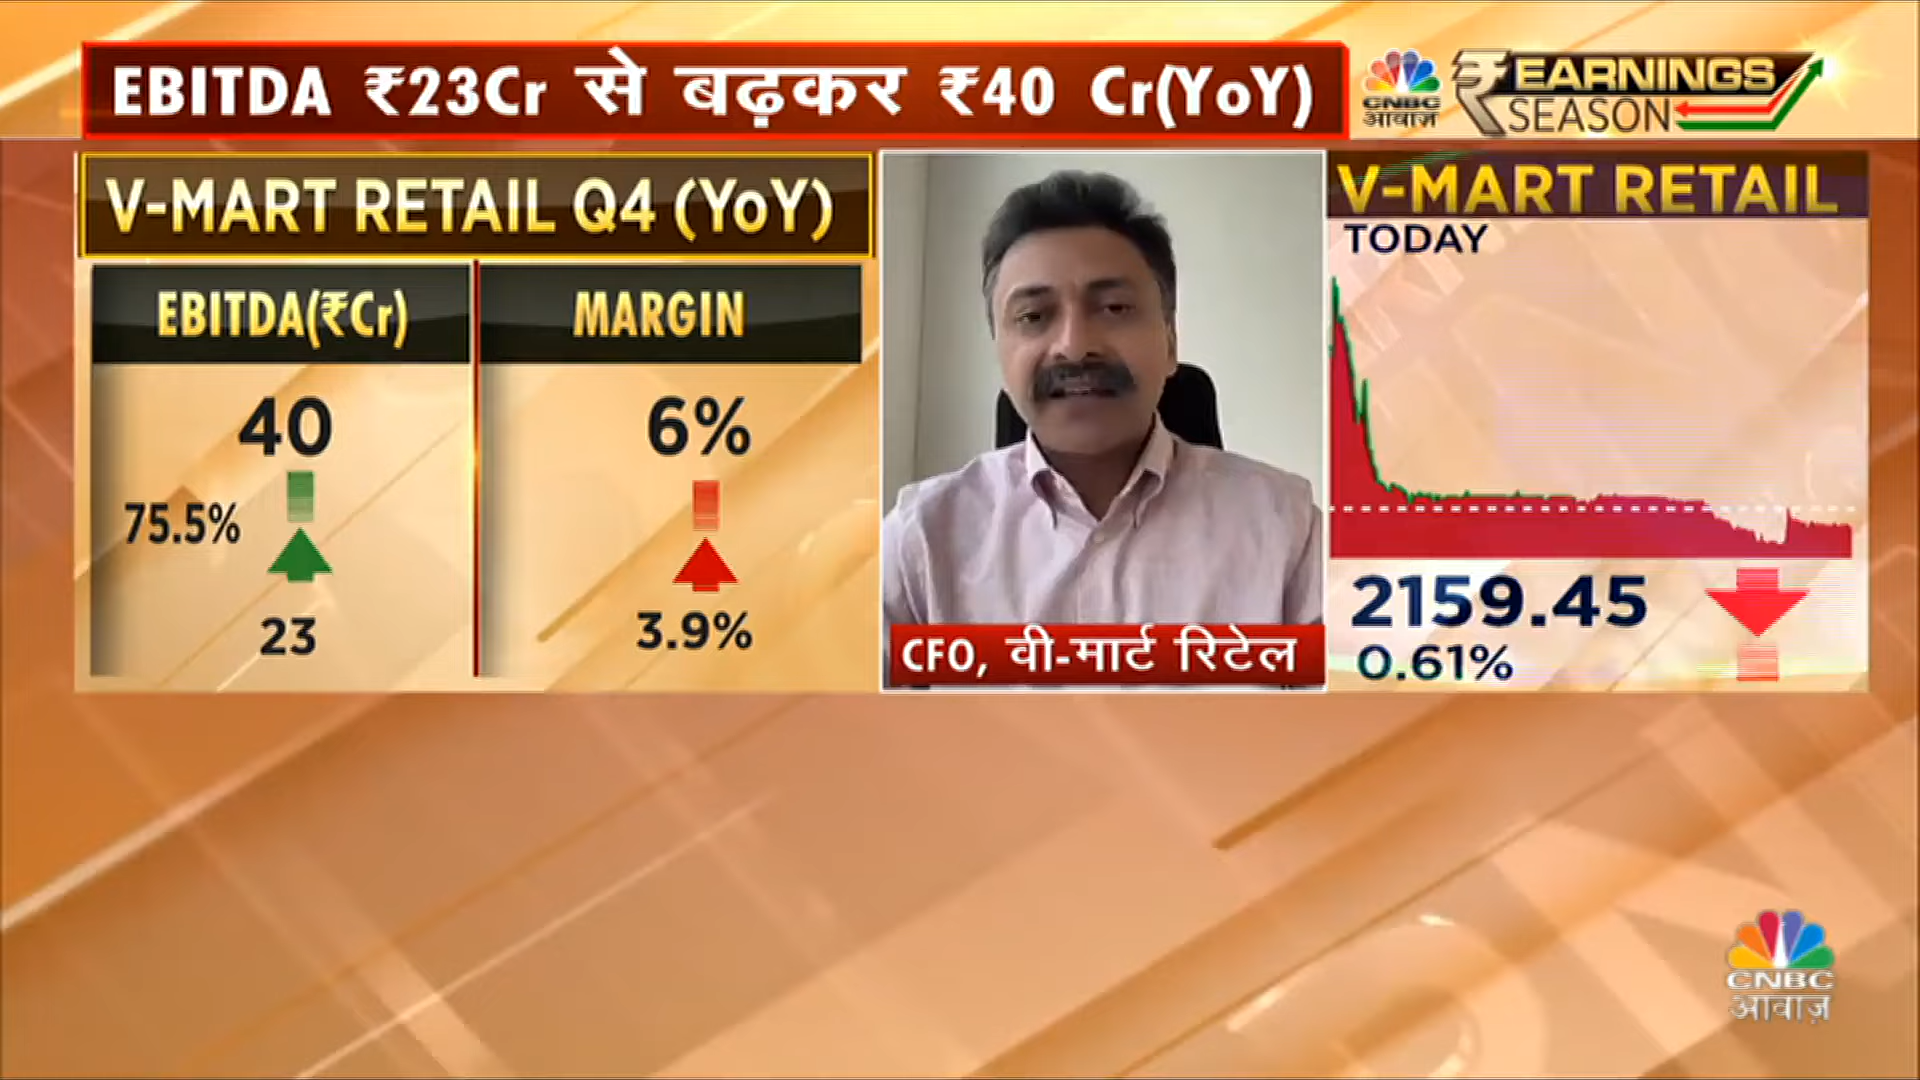 EBITDA ₹23Cr से बढ़कर ₹40 Cr(YoY)
CNBC
आवाज़
₹ EARNINGS
SEASON
V-MART RETAIL Q4 (YoY)
EBITDA(₹Cr)
MARGIN
40
6%
75.5%
23
3.9%
CFO, वी-मार्ट रिटेल
V-MART RETAIL
TODAY
2159.45
0.61%
CNBC
आवाज़